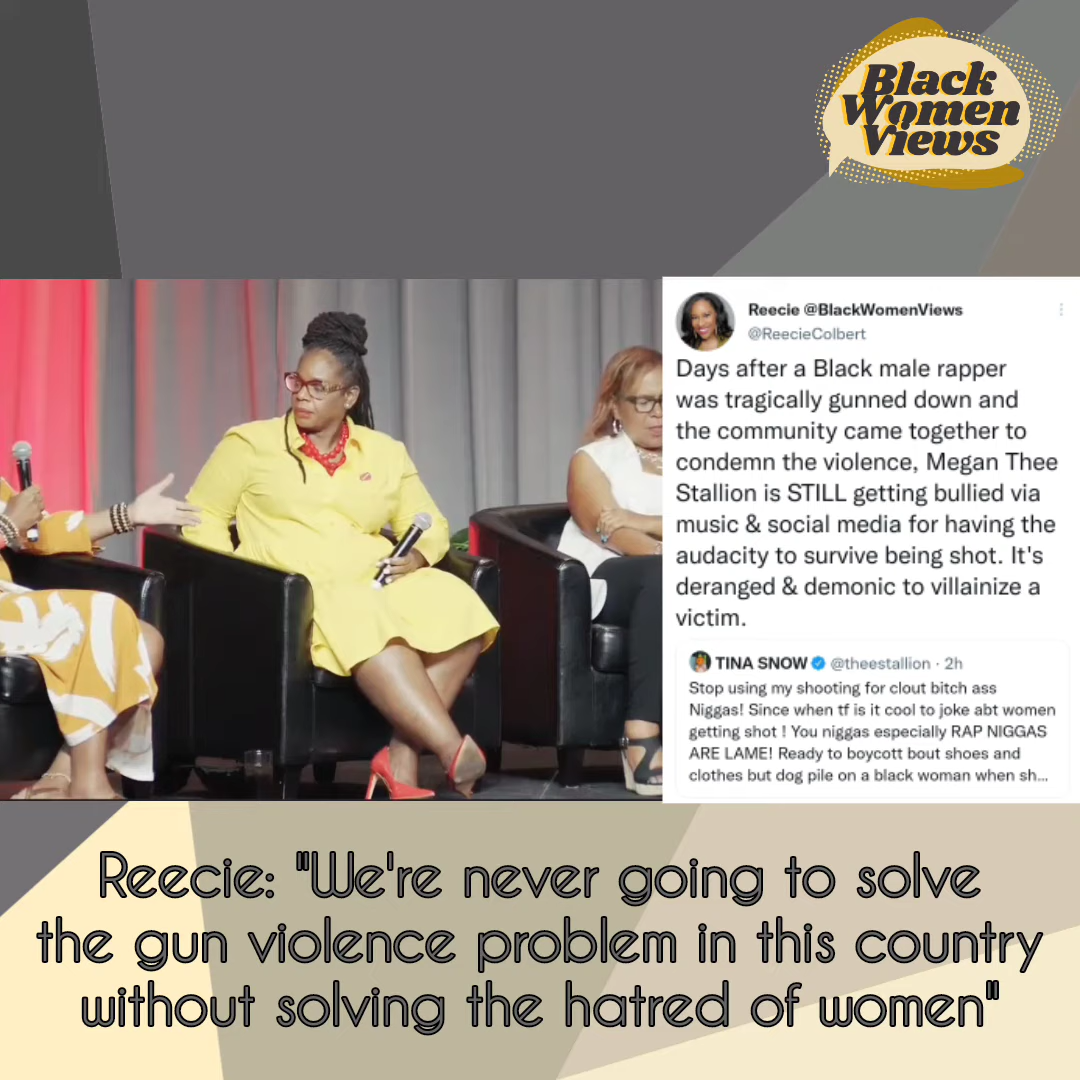 Black
Women
Views
Reecie @BlackWomenViews
@ReecieColbert
Days after a Black male rapper
was tragically gunned down and
the community came together to
condemn the violence, Megan Thee
Stallion is STILL getting bullied via
music & social media for having the
audacity to survive being shot. It's
deranged & demonic to villainize a
victim.
TINA SNOW @theestallion · 2h
Stop using my shooting for clout bitch ass
Niggas! Since when tf is it cool to joke abt women
getting shot ! You niggas especially RAP NIGGAS
ARE LAME! Ready to boycott bout shoes and
clothes but dog pile on a black woman when sh...
Reecie: "We're never going to solve
the gun violence problem in this country
without solving the hatred of women"